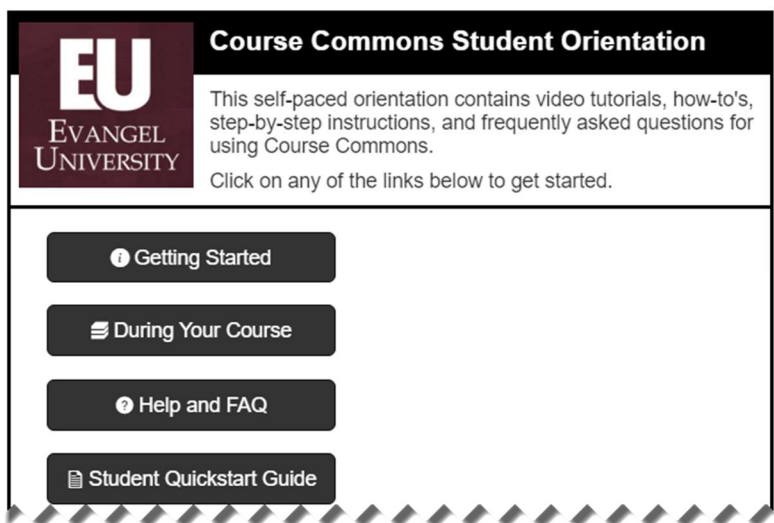 EU
EVANGEL
UNIVERSITY
Course Commons Student Orientation
This self-paced orientation contains video tutorials, how-to's,
step-by-step instructions, and frequently asked questions for
using Course Commons.
Click on any of the links below to get started.
Getting Started
During Your Course
Help and FAQ
Student Quickstart Guide